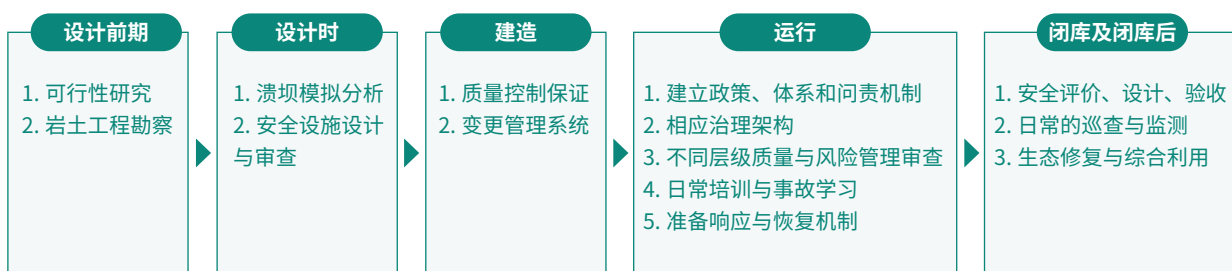 设计前期
1. 可行性研究
2. 岩土工程勘察
设计时
1. 溃坝模拟分析
2. 安全设施设计
与审查
建造
1. 质量控制保证
2. 变更管理系统
运行
1. 建立政策、体系和问责机制
2. 相应治理架构
3. 不同层级质量与风险管理审查
4. 日常培训与事故学习
5. 准备响应与恢复机制
闭库及闭库后
1. 安全评价、设计、验收
2. 日常的巡查与监测
3. 生态修复与综合利用